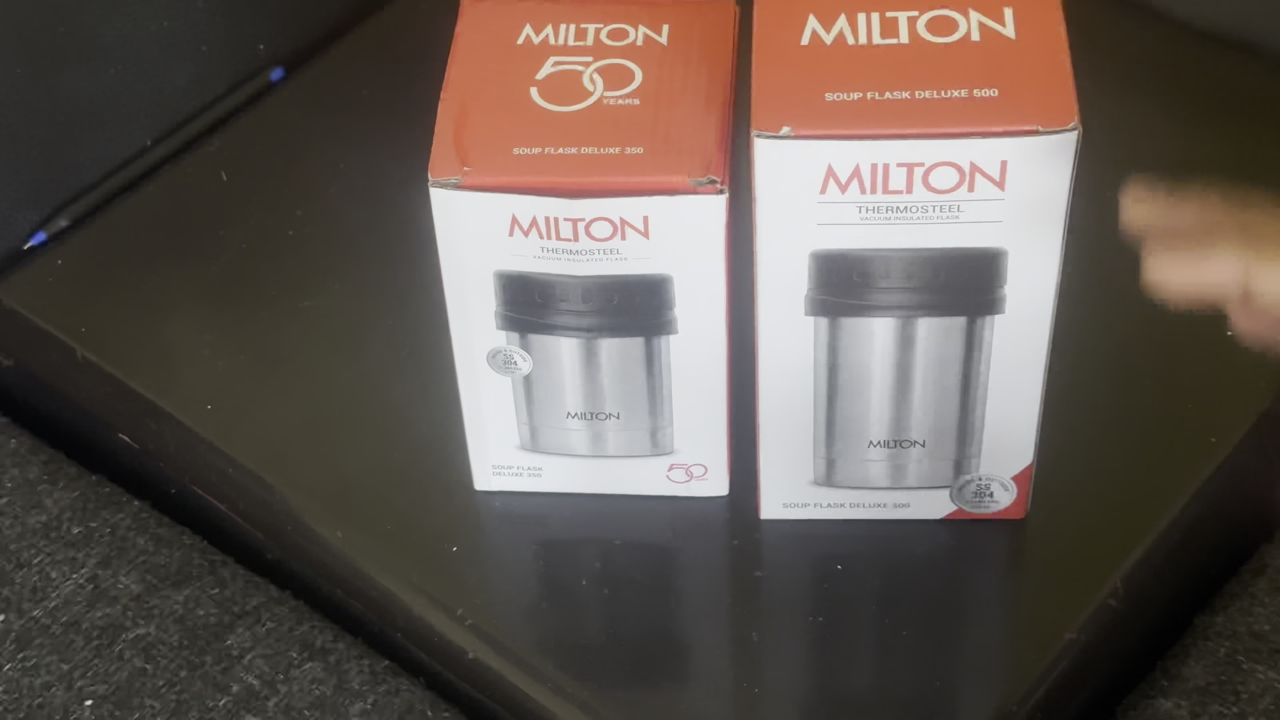 MILTON
50
YEARS
SOUP FLASK DELUXE 350
MILTON
THERMOSTEEL
VACUUM INSULATED FLASK
SS
304
MILTON
SOUP FLASK
DELUXE 350
50
MILTON
SOUP FLASK DELUXE 500
MILTON
THERMOSTEEL
VACUUM INSULATED FLASK
MILTON
SOUP FLASK DELUXE 500
SS
304